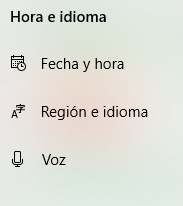 Hora e idioma
Fecha y hora
Región e idioma
Voz